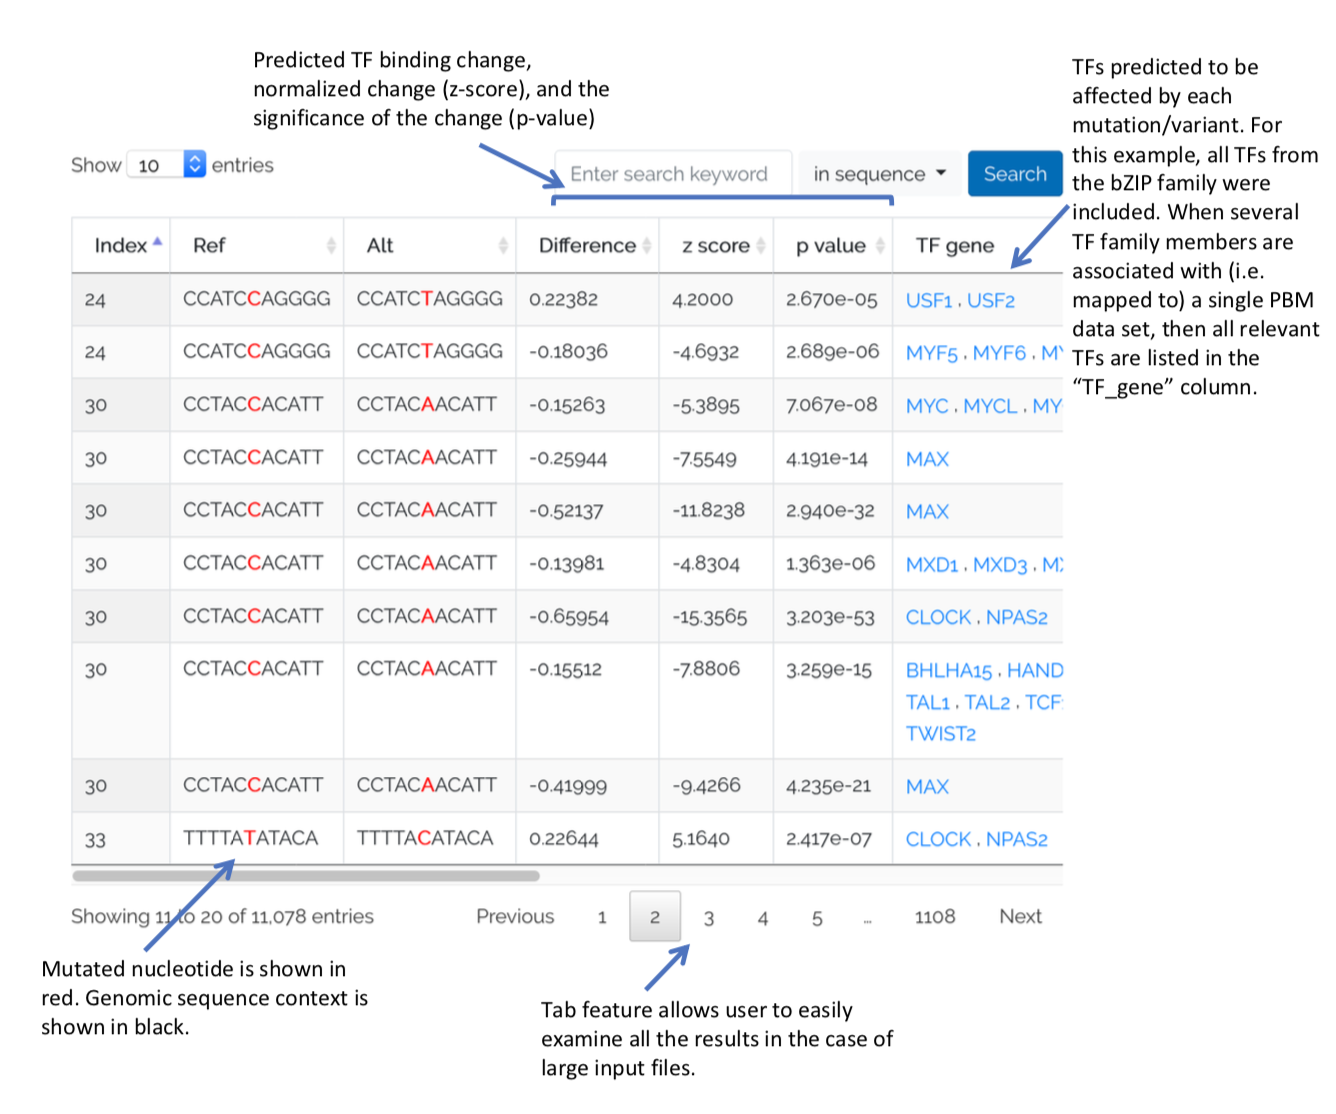 Predicted TF binding change,
normalized change (z-score), and the
significance of the change (p-value)
TFs predicted to be
affected by each
mutation/variant. For
this example, all TFs from
the bZIP family were
included. When several
TF family members are
associated with (i.e.
mapped to) a single PBM
data set, then all relevant
TFs are listed in the
“TF_gene” column.
Show 10 entries
Enter search keyword in sequence Search
Index Ref Alt Difference z score p value TF gene
24 CCATCCAGGGG CCATCTAGGGG 0.22382 4.2000 2.670e-05 USF1 , USF2
24 CCATCCAGGGG CCATCTAGGGG -0.18036 -4.6932 2.689e-06 MYF5 , MYF6 , MY
30 CCTACCACATT CCTACAACATT -0.15263 -5.3895 7.067e-08 MYC , MYCL , MY
30 CCTACCACATT CCTACAACATT -0.25944 -7.5549 4.191e-14 MAX
30 CCTACCACATT CCTACAACATT -0.52137 -11.8238 2.940e-32 MAX
30 CCTACCACATT CCTACAACATT -0.13981 -4.8304 1.363e-06 MXD1 , MXD3 , M
30 CCTACCACATT CCTACAACATT -0.65954 -15.3565 3.203e-53 CLOCK , NPAS2
30 CCTACCACATT CCTACAACATT -0.15512 -7.8806 3.259e-15 BHLHA15 , HAND
TAL1 , TAL2 , TCF
TWIST2
30 CCTACCACATT CCTACAACATT -0.41999 -9.4266 4.235e-21 MAX
33 TTTTATATACA TTTTACATACA 0.22644 5.1640 2.417e-07 CLOCK , NPAS2
Showing 11 to 20 of 11,078 entries
Previous 1 2 3 4 5 … 1108 Next
Mutated nucleotide is shown in
red. Genomic sequence context is
shown in black.
Tab feature allows user to easily
examine all the results in the case of
large input files.